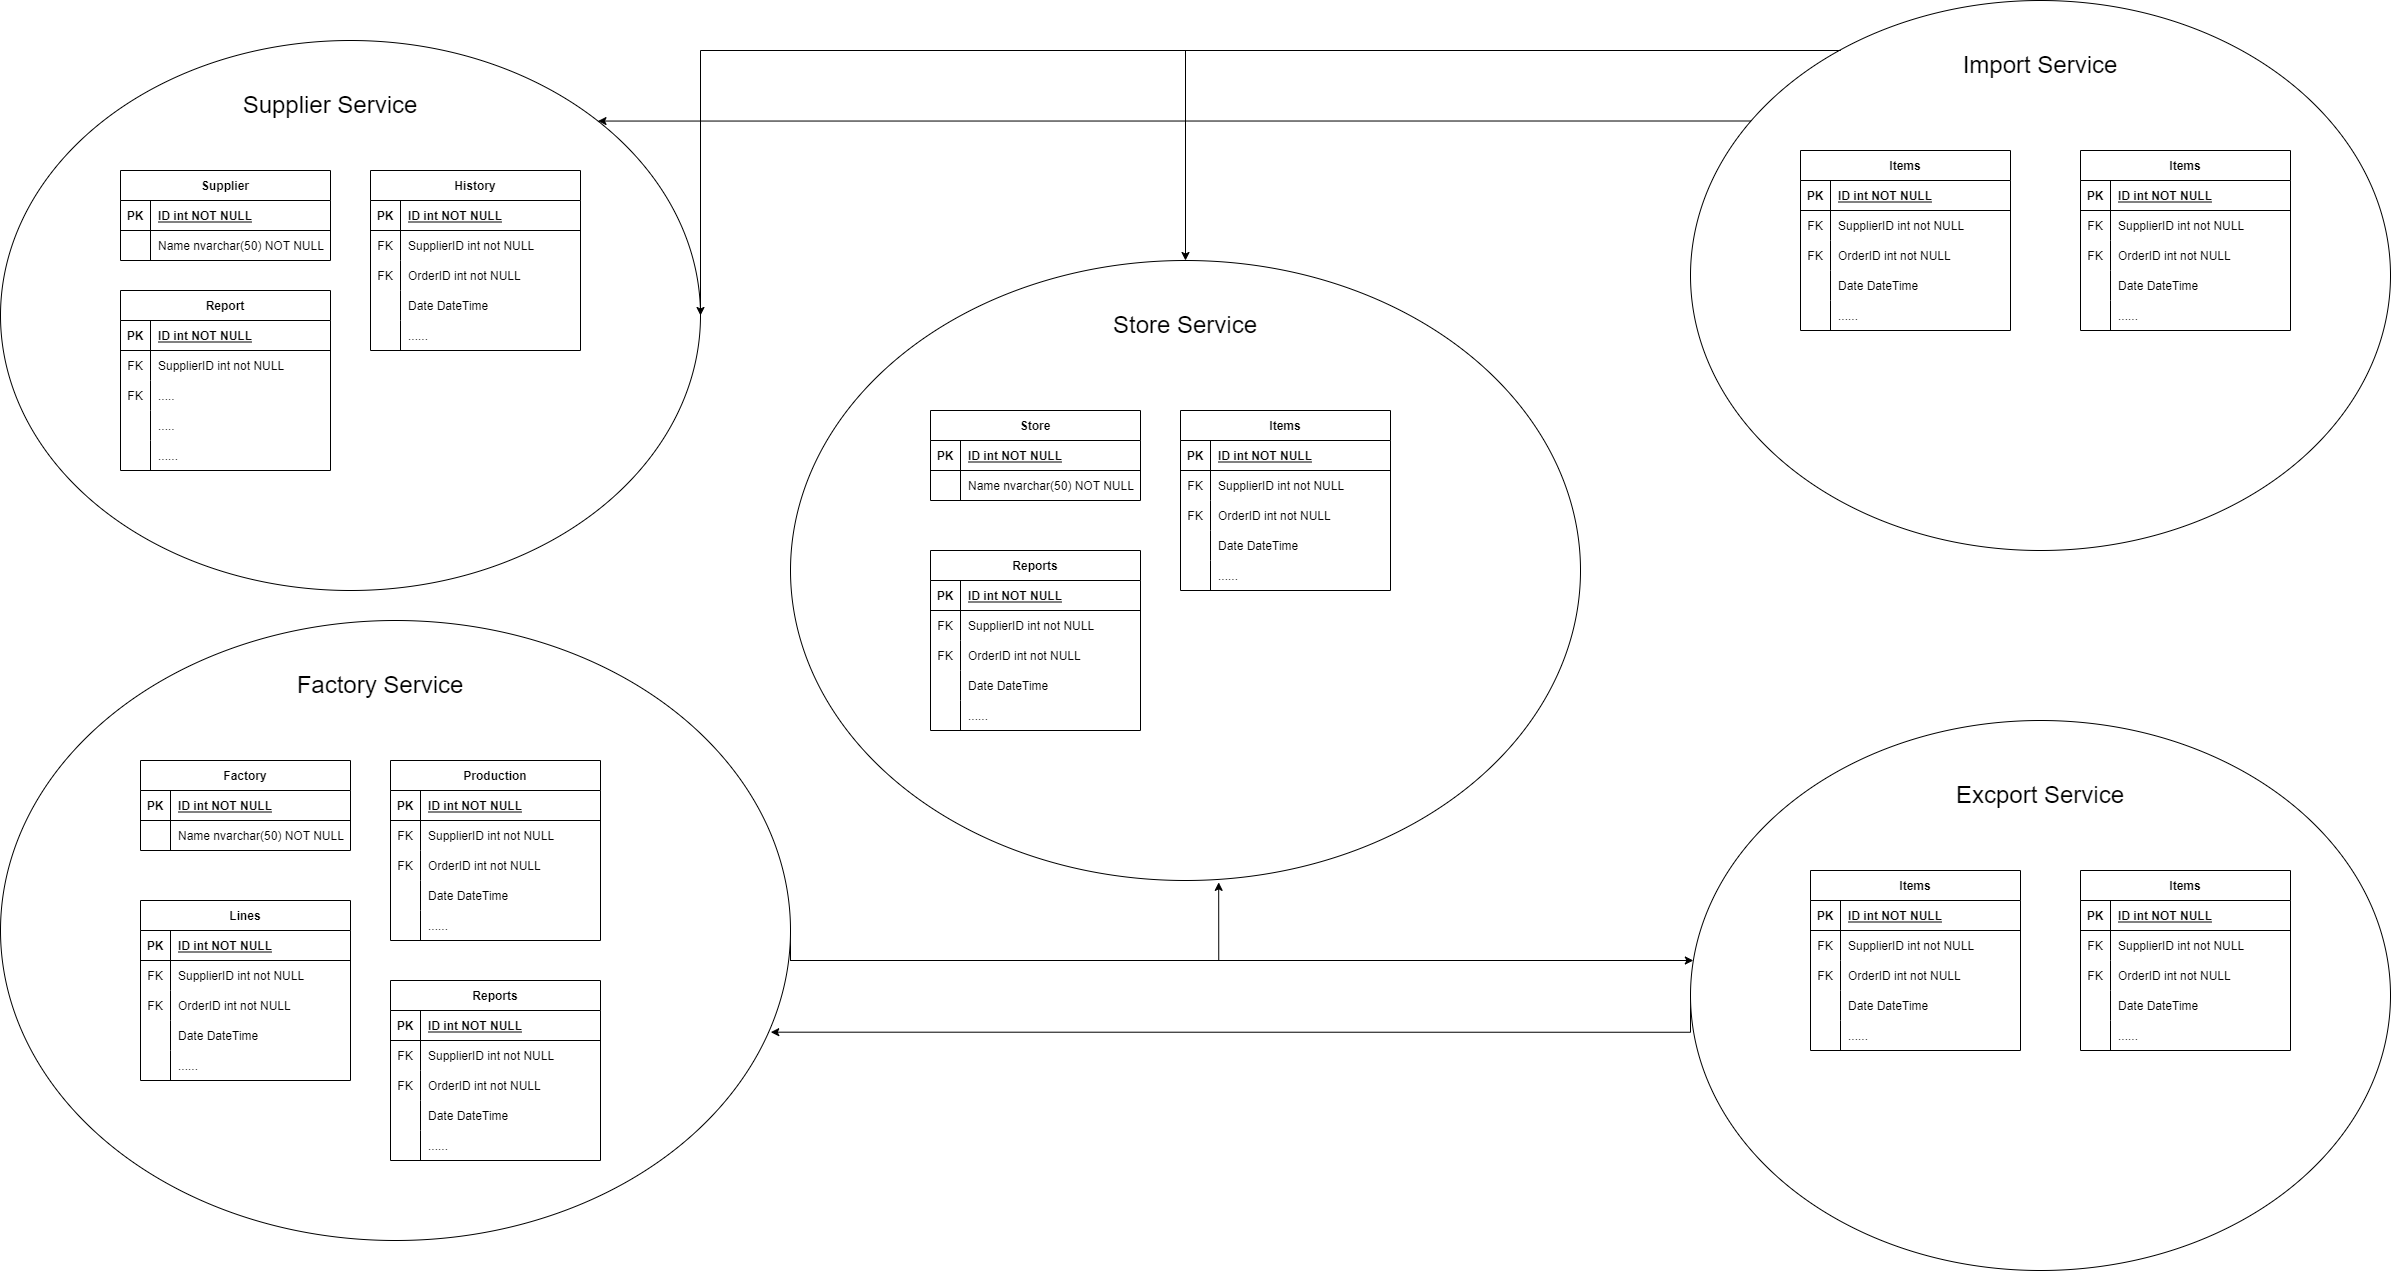 Supplier Service
Supplier
PK ID int NOT NULL
Name nvarchar(50) NOT NULL
History
PK ID int NOT NULL
FK SupplierID int not NULL
FK OrderID int not NULL
Date DateTime
......
Report
PK ID int NOT NULL
FK SupplierID int not NULL
FK .....
.....
......
Import Service
Items
PK ID int NOT NULL
FK SupplierID int not NULL
FK OrderID int not NULL
Date DateTime
......
Items
PK ID int NOT NULL
FK SupplierID int not NULL
FK OrderID int not NULL
Date DateTime
......
Store Service
Store
PK ID int NOT NULL
Name nvarchar(50) NOT NULL
Items
PK ID int NOT NULL
FK SupplierID int not NULL
FK OrderID int not NULL
Date DateTime
......
Reports
PK ID int NOT NULL
FK SupplierID int not NULL
FK OrderID int not NULL
Date DateTime
......
Factory Service
Factory
PK ID int NOT NULL
Name nvarchar(50) NOT NULL
Production
PK ID int NOT NULL
FK SupplierID int not NULL
FK OrderID int not NULL
Date DateTime
......
Lines
PK ID int NOT NULL
FK SupplierID int not NULL
FK OrderID int not NULL
Date DateTime
......
Reports
PK ID int NOT NULL
FK SupplierID int not NULL
FK OrderID int not NULL
Date DateTime
......
Excport Service
Items
PK ID int NOT NULL
FK SupplierID int not NULL
FK OrderID int not NULL
Date DateTime
......
Items
PK ID int NOT NULL
FK SupplierID int not NULL
FK OrderID int not NULL
Date DateTime
......